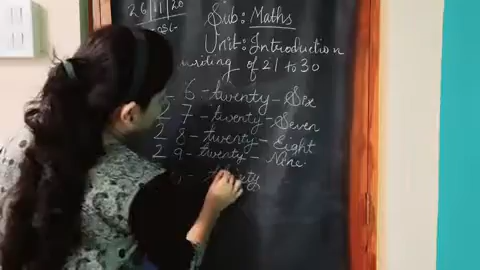 26 11 20
Sub: Maths
Unit: Introduction
writing of 21 to 30
6 - twenty - Six
2 7 - twenty - Seven
2 8 - twenty - Eight
2 9 - twenty - Nine.